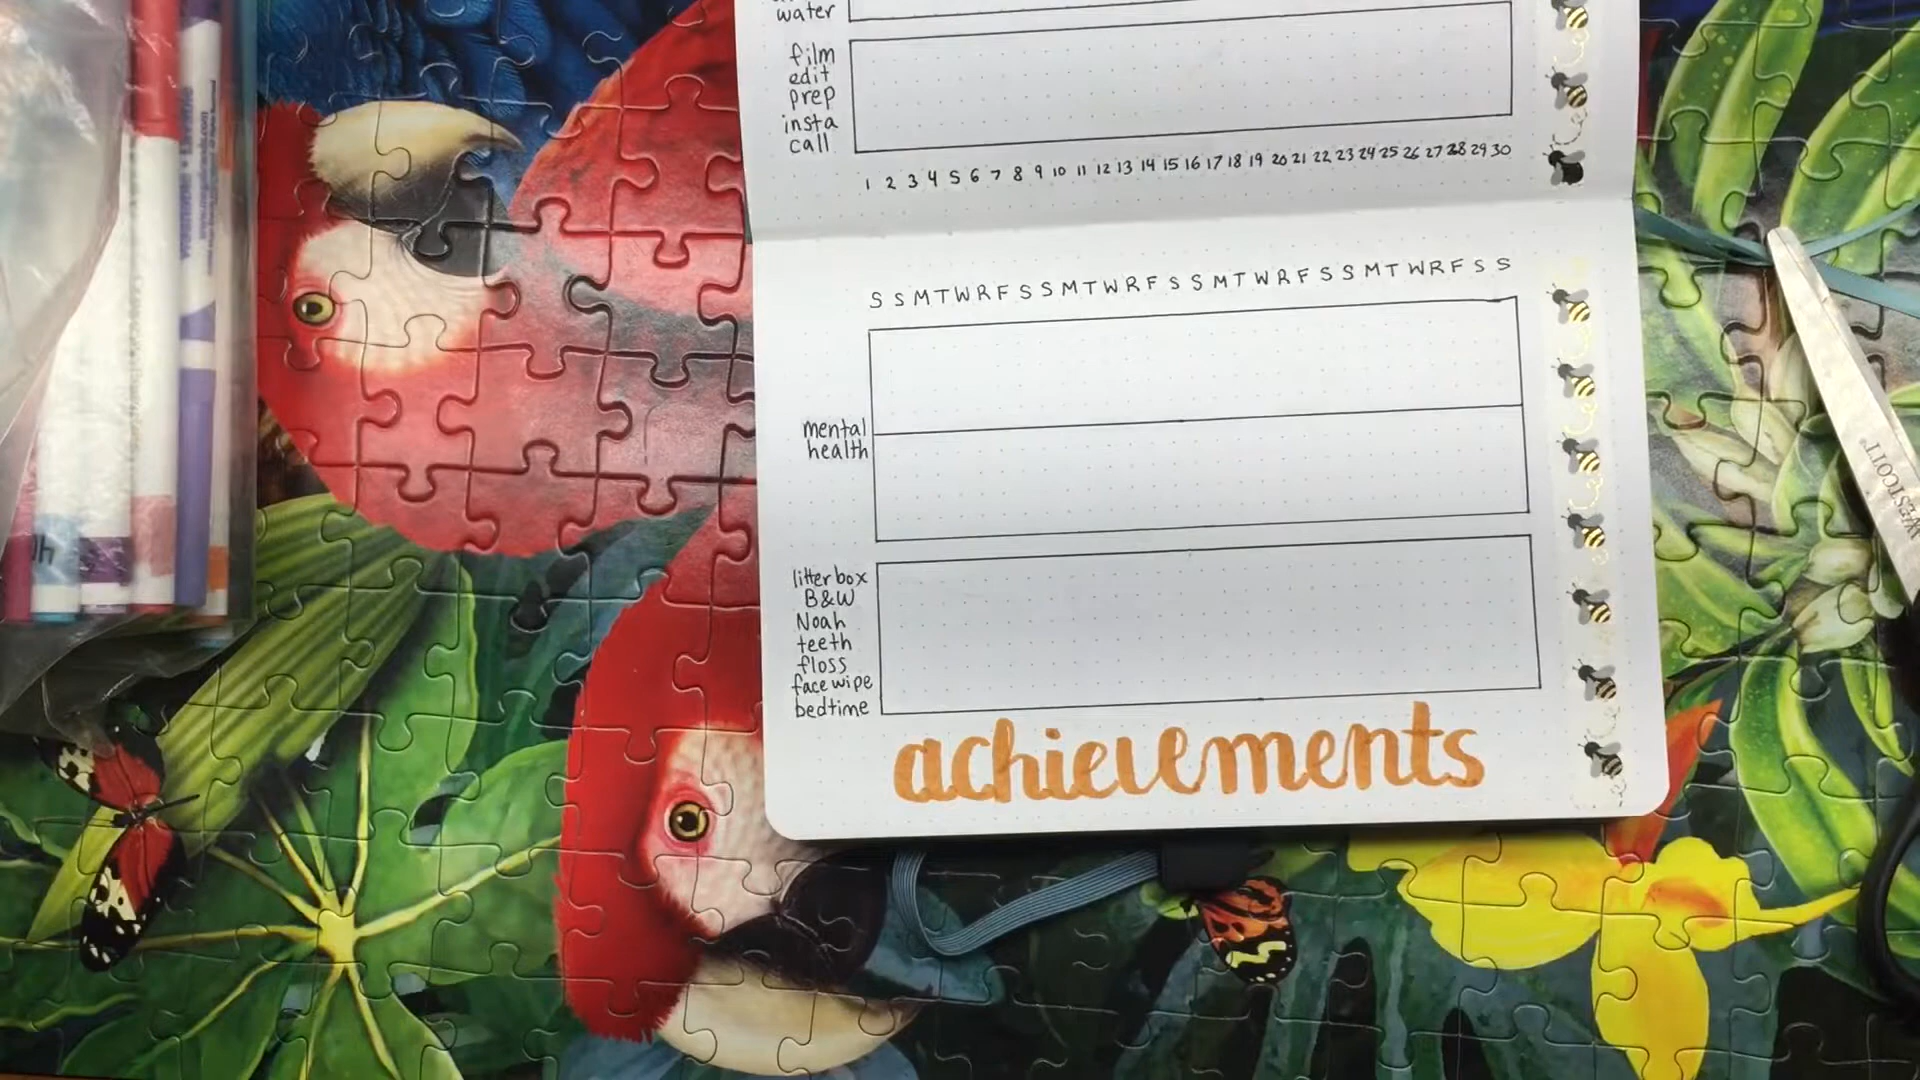 water
film
edit
prep
insta
call
1 2 3 4 5 6 7 8 9 10 11 12 13 14 15 16 17 18 19 20 21 22 23 24 25 26 27 28 29 30
S S M T W R F S S M T W R F S S M T W R F S S M T W R F S S
mental
health
litter box
B&W
Noah
teeth
floss
face wipe
bedtime
achievements
WESTCOTT